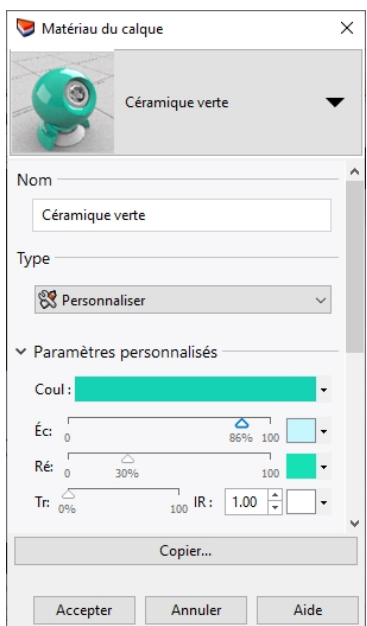 Matériau du calque
Céramique verte
Nom
Céramique verte
Type
Personnaliser
Paramètres personnalisés
Coul :
Éc: 0 86% 100
Ré: 0 30% 100
Tr: 0% 100 IR : 1.00
Copier...
Accepter Annuler Aide